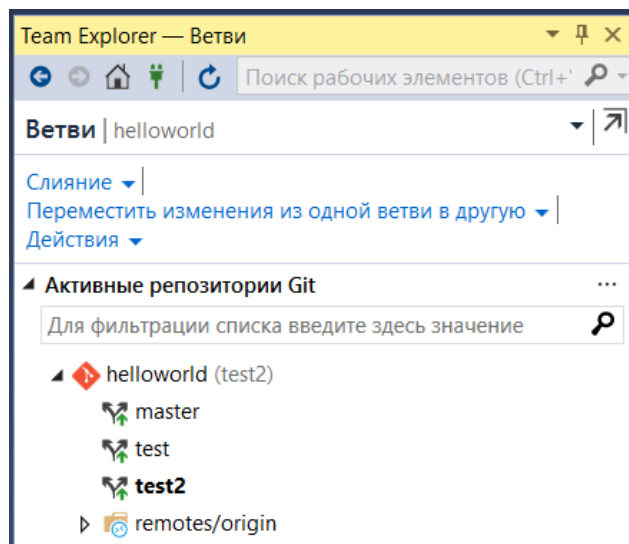 Team Explorer — Ветви
Поиск рабочих элементов (Ctrl+'
Ветви | helloworld
Слияние
Переместить изменения из одной ветви в другую
Действия
Активные репозитории Git
Для фильтрации списка введите здесь значение
helloworld (test2)
master
test
test2
remotes/origin